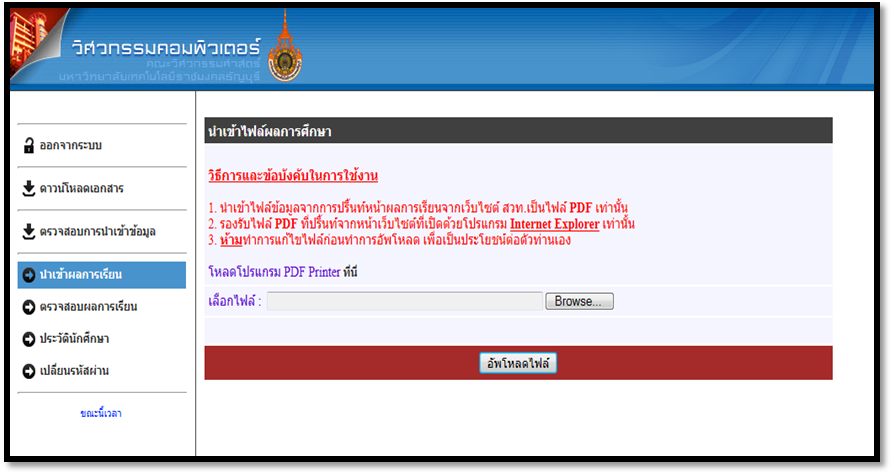 วิศวกรรมคอมพิวเตอร์
คณะวิศวกรรมศาสตร์
มหาวิทยาลัยเทคโนโลยีราชมงคลธัญบุรี
ออกจากระบบ
ดาวน์โหลดเอกสาร
ตรวจสอบการนำเข้าข้อมูล
นำเข้าผลการเรียน
ตรวจสอบผลการเรียน
ประวัตินักศึกษา
เปลี่ยนรหัสผ่าน
ขณะนี้เวลา
นำเข้าไฟล์ผลการศึกษา
วิธีการและข้อบังคับในการใช้งาน
1. นำเข้าไฟล์ข้อมูลจากการปริ้นท์หน้าผลการเรียนจากเว็บไซต์ สวท.เป็นไฟล์ PDF เท่านั้น
2. รองรับไฟล์ PDF ที่ปริ้นท์จากหน้าเว็บไซต์ที่เปิดด้วยโปรแกรม Internet Explorer เท่านั้น
3. ห้ามทำการแก้ไขไฟล์ก่อนทำการอัพโหลด เพื่อเป็นประโยชน์ต่อตัวท่านเอง
โหลดโปรแกรม PDF Printer ที่นี่
เลือกไฟล์ :
Browse...
อัพโหลดไฟล์